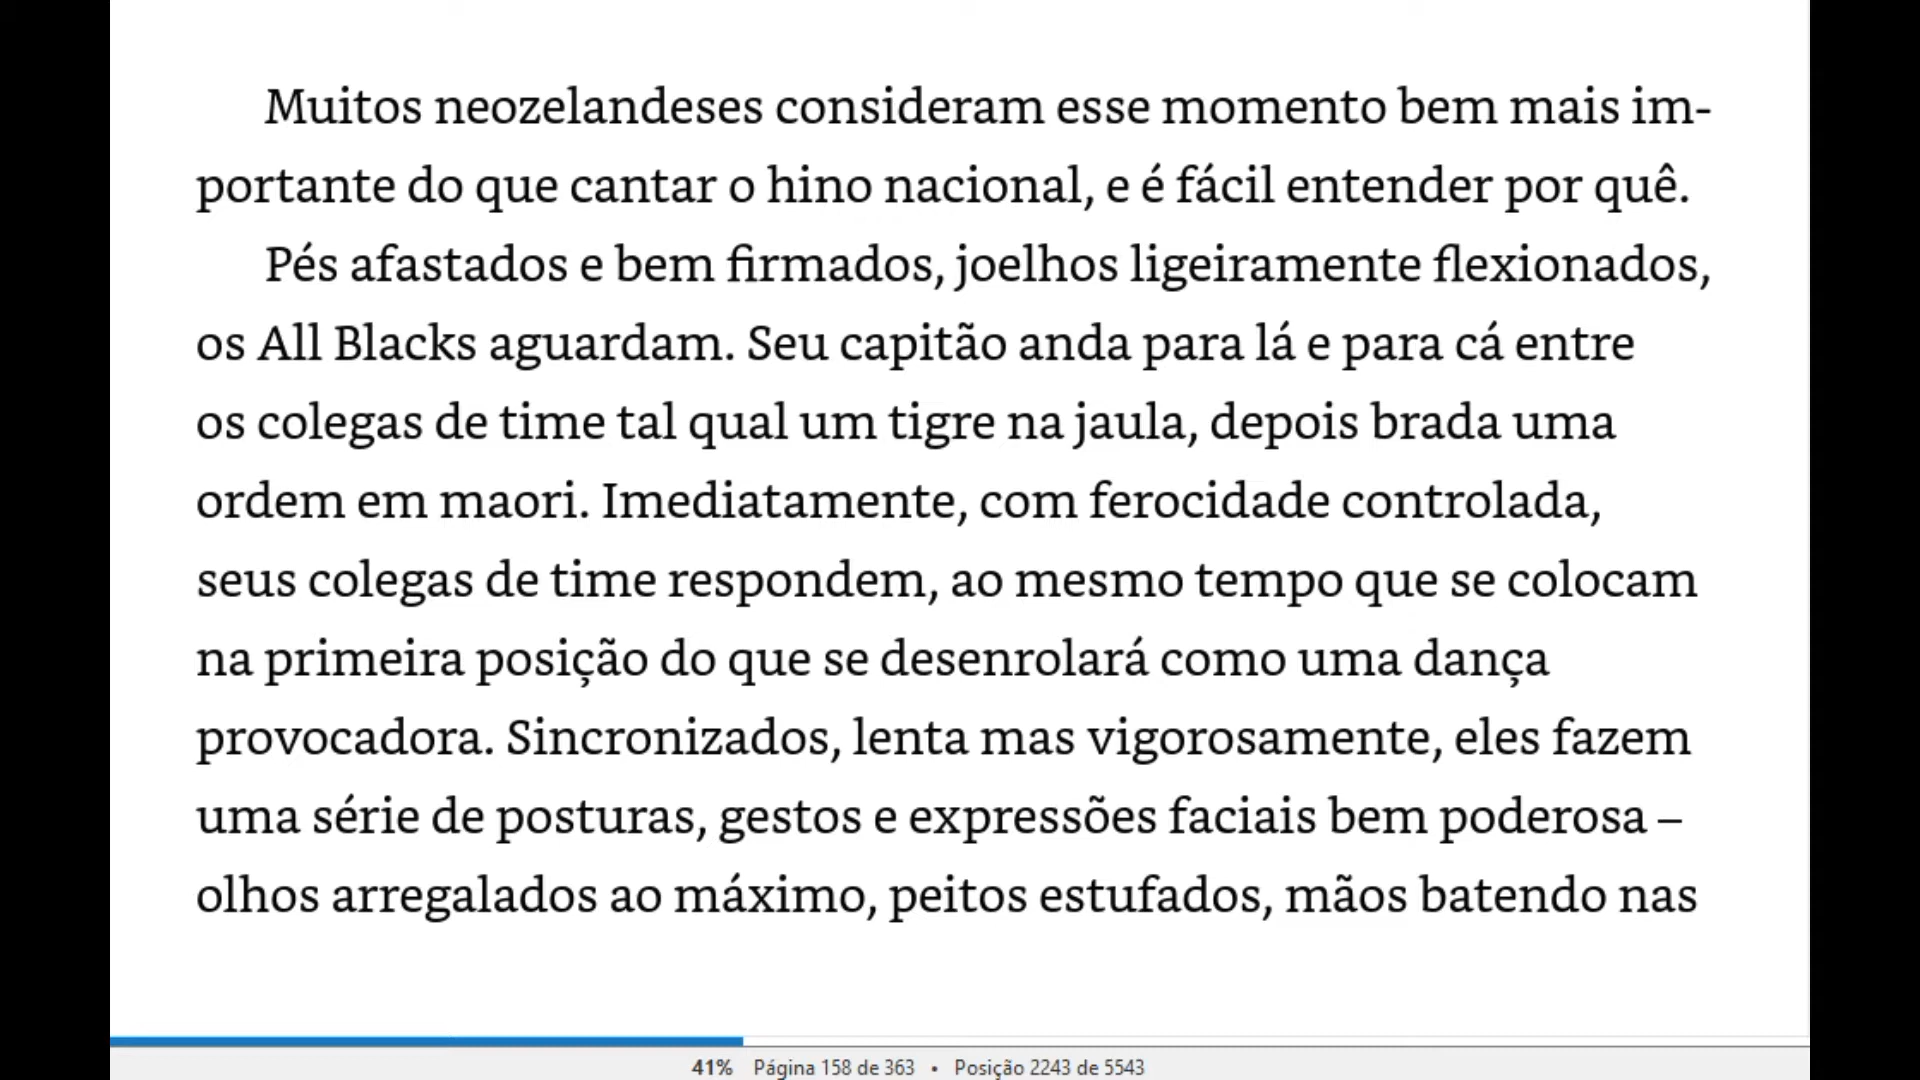 Muitos neozelandeses consideram esse momento bem mais im-
portante do que cantar o hino nacional, e é fácil entender por quê.
Pés afastados e bem firmados, joelhos ligeiramente flexionados,
os All Blacks aguardam. Seu capitão anda para lá e para cá entre
os colegas de time tal qual um tigre na jaula, depois brada uma
ordem em maori. Imediatamente, com ferocidade controlada,
seus colegas de time respondem, ao mesmo tempo que se colocam
na primeira posição do que se desenrolará como uma dança
provocadora. Sincronizados, lenta mas vigorosamente, eles fazem
uma série de posturas, gestos e expressões faciais bem poderosa –
olhos arregalados ao máximo, peitos estufados, mãos batendo nas
41% Página 158 de 363 • Posição 2243 de 5543